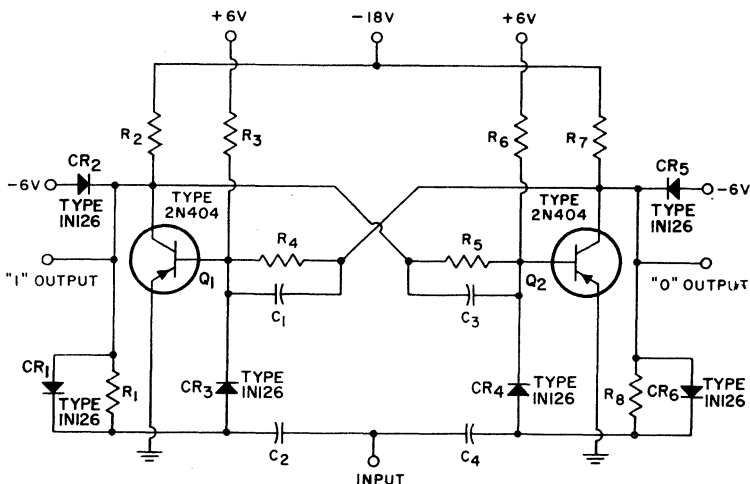 +6V
-18V
+6V
R2
R3
R6
R7
CR2
CR5
-6V
-6V
TYPE
IN126
TYPE
2N404
TYPE
2N404
TYPE
IN126
R4
R5
"1" OUTPUT
Q1
Q2
"0" OUTPUT
C1
C3
CR1
TYPE
IN126
R1
CR3
TYPE
IN126
CR4
TYPE
IN126
R8
CR6
TYPE
IN126
C2
C4
INPUT